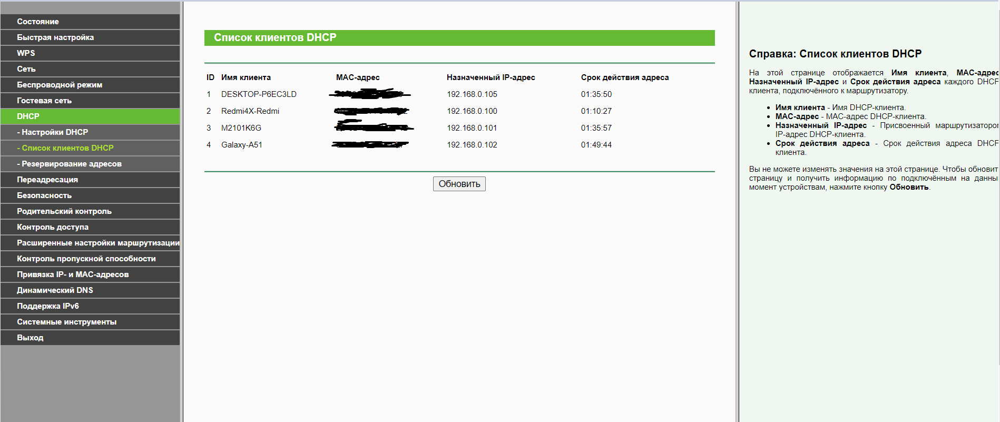 Состояние
Быстрая настройка
WPS
Сеть
Беспроводной режим
Гостевая сеть
DHCP
- Настройки DHCP
- Список клиентов DHCP
- Резервирование адресов
Переадресация
Безопасность
Родительский контроль
Контроль доступа
Расширенные настройки маршрутизации
Контроль пропускной способности
Привязка IP- и MAC-адресов
Динамический DNS
Поддержка IPv6
Системные инструменты
Выход
Список клиентов DHCP
ID Имя клиента MAC-адрес Назначенный IP-адрес Срок действия адреса
1 DESKTOP-P6EC3LD 192.168.0.105 01:35:50
2 Redmi4X-Redmi 192.168.0.100 01:10:27
3 M2101K6G 192.168.0.101 01:35:57
4 Galaxy-A51 192.168.0.102 01:49:44
Обновить
Справка: Список клиентов DHCP
На этой странице отображается Имя клиента, MAC-адрес
Назначенный IP-адрес и Срок действия адреса каждого DHCP
клиента, подключённого к маршрутизатору.
Имя клиента - Имя DHCP-клиента.
MAC-адрес - MAC-адрес DHCP-клиента.
Назначенный IP-адрес - Присвоенный маршрутизатором
IP-адрес DHCP-клиента.
Срок действия адреса - Срок действия адреса DHCP
клиента.
Вы не можете изменять значения на этой странице. Чтобы обновит
страницу и получить информацию по подключённым на данны
момент устройствам, нажмите кнопку Обновить.